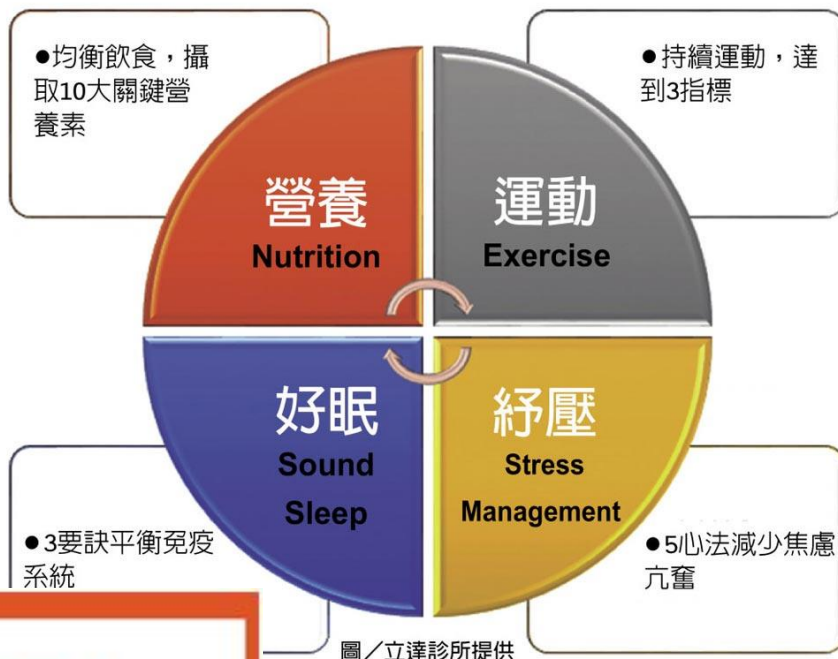 ●均衡飲食，攝
取10大關鍵營
養素
●持續運動，達
到3指標
營養
Nutrition
運動
Exercise
好眠
Sound
Sleep
紓壓
Stress
Management
●3要訣平衡免疫
系統
●5心法減少焦慮
亢奮
圖／立達診所提供